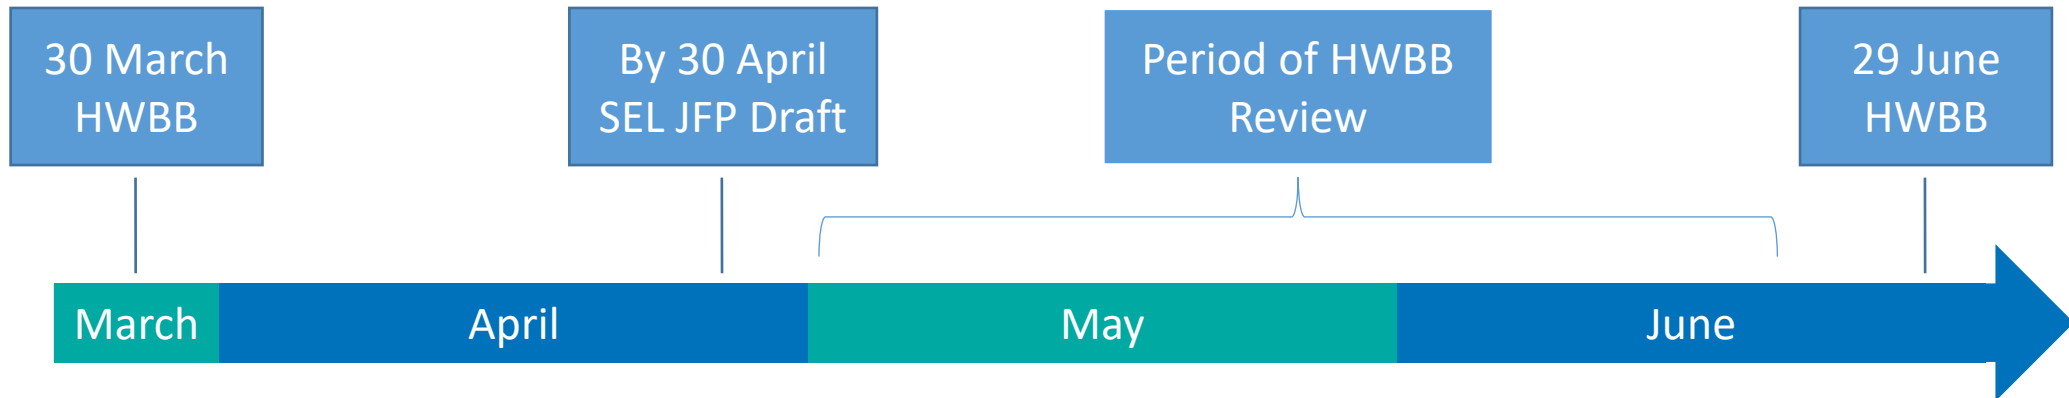 30 March
HWBB
By 30 April
SEL JFP Draft
Period of HWBB
Review
29 June
HWBB
March
April
May
June